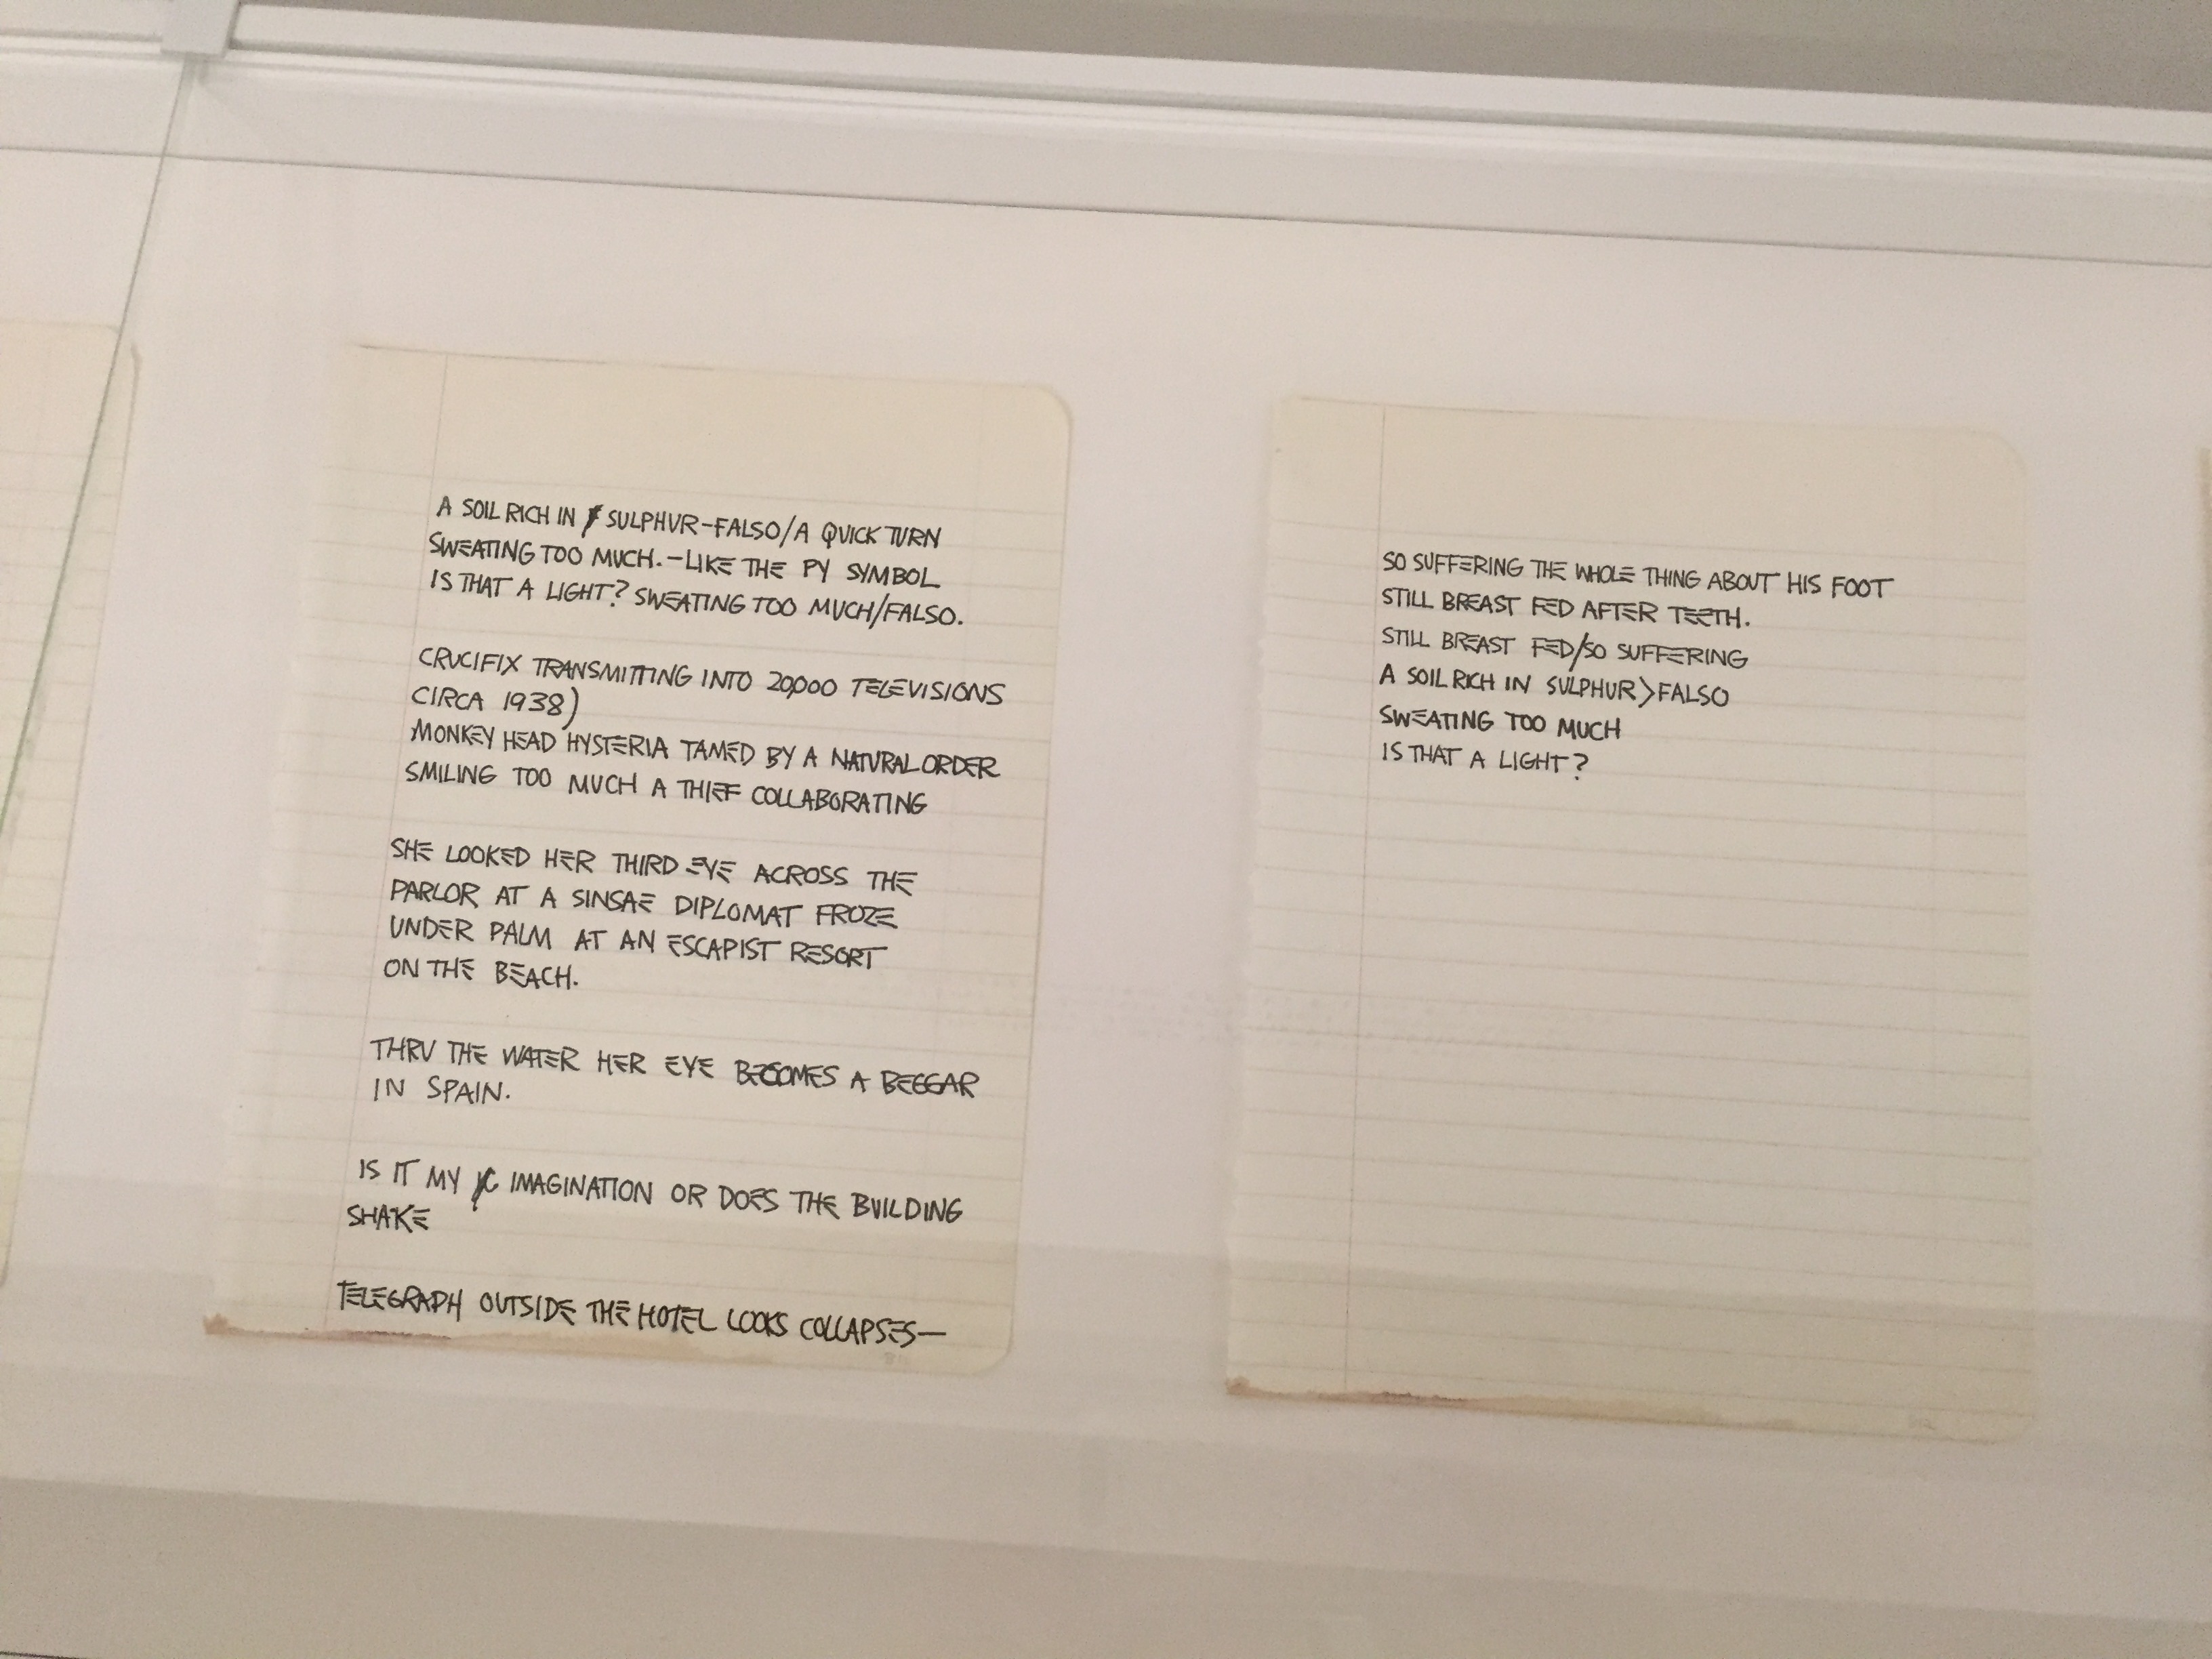 A SOIL RICH IN SULPHUR-FALSO/A QUICK TURN
SWEATING TOO MUCH.-LIKE THE PY SYMBOL
IS THAT A LIGHT? SWEATING TOO MUCH/FALSO.
CRUCIFIX TRANSMITTING INTO 20,000 TELEVISIONS
CIRCA 1938)
MONKEY HEAD HYSTERIA TAMED BY A NATURAL ORDER
SMILING TOO MUCH A THIEF COLLABORATING
SHE LOOKED HER THIRD EYE ACROSS THE
PARLOR AT A SINSAE DIPLOMAT FROZE
UNDER PALM AT AN ESCAPIST RESORT
ON THE BEACH.
THRU THE WATER HER EYE BECOMES A BEGGAR
IN SPAIN.
IS IT MY IMAGINATION OR DOES THE BUILDING
SHAKE
TELEGRAPH OUTSIDE THE HOTEL LOOKS COLLAPSES—
SO SUFFERING THE WHOLE THING ABOUT HIS FOOT
STILL BREAST FED AFTER TEETH.
STILL BREAST FED/SO SUFFERING
A SOIL RICH IN SULPHUR>FALSO
SWEATING TOO MUCH
IS THAT A LIGHT?